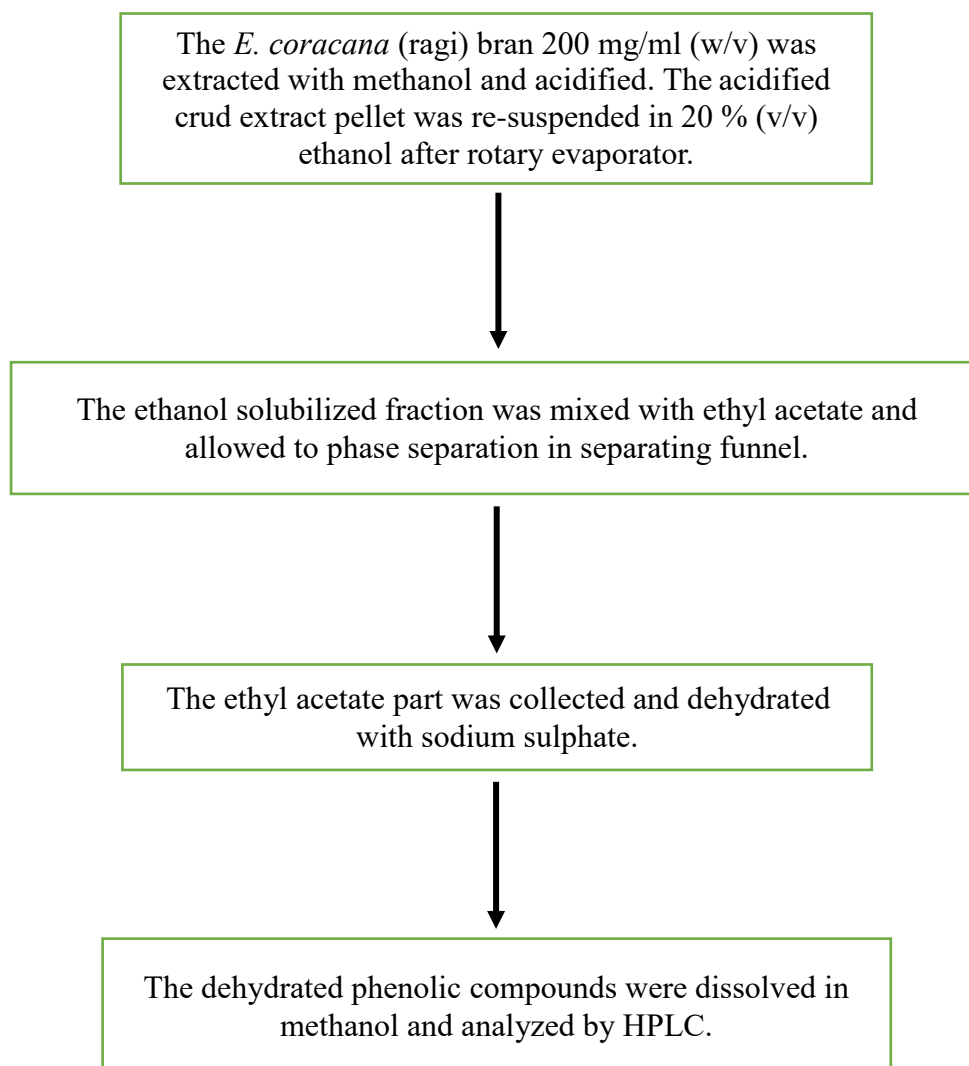 The E. coracana (ragi) bran 200 mg/ml (w/v) was
extracted with methanol and acidified. The acidified
crud extract pellet was re-suspended in 20 % (v/v)
ethanol after rotary evaporator.
The ethanol solubilized fraction was mixed with ethyl acetate and
allowed to phase separation in separating funnel.
The ethyl acetate part was collected and dehydrated
with sodium sulphate.
The dehydrated phenolic compounds were dissolved in
methanol and analyzed by HPLC.